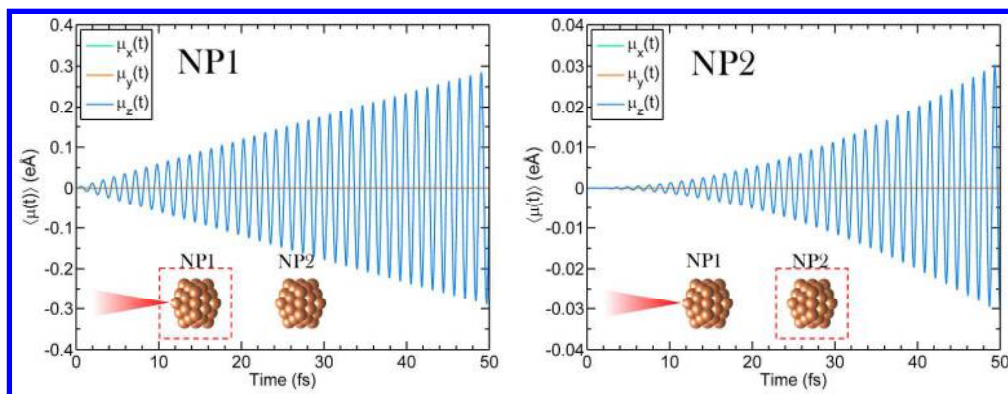 μx(t)
μy(t)
μz(t)
NP1
0.4
0.3
0.2
0.1
0
-0.1
-0.2
-0.3
-0.4
⟨μ(t)⟩ (eÅ)
NP1 NP2
0 10 20 30 40 50
Time (fs)
μx(t)
μy(t)
μz(t)
NP2
0.04
0.03
0.02
0.01
0
-0.01
-0.02
-0.03
-0.04
⟨μ(t)⟩ (eÅ)
NP1 NP2
0 10 20 30 40 50
Time (fs)